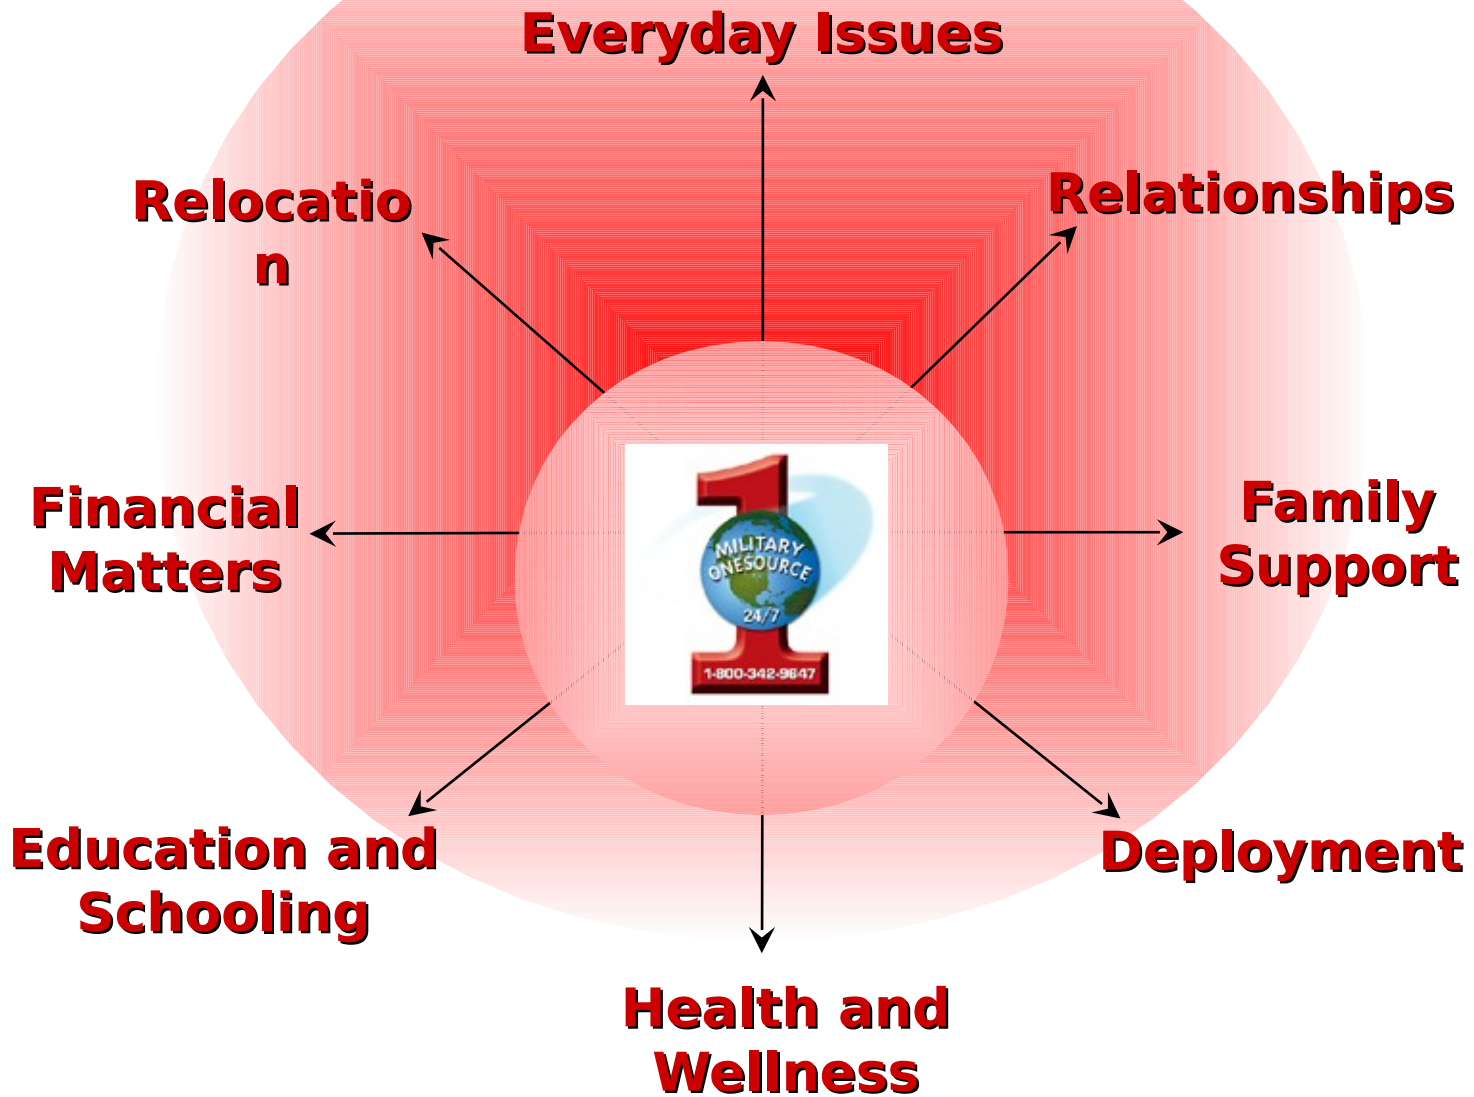 Everyday Issues
Relocatio
n
Relationships
Financial
Matters
MILITARY
ONESOURCE
24/7
1-800-342-9647
Family
Support
Education and
Schooling
Deployment
Health and
Wellness